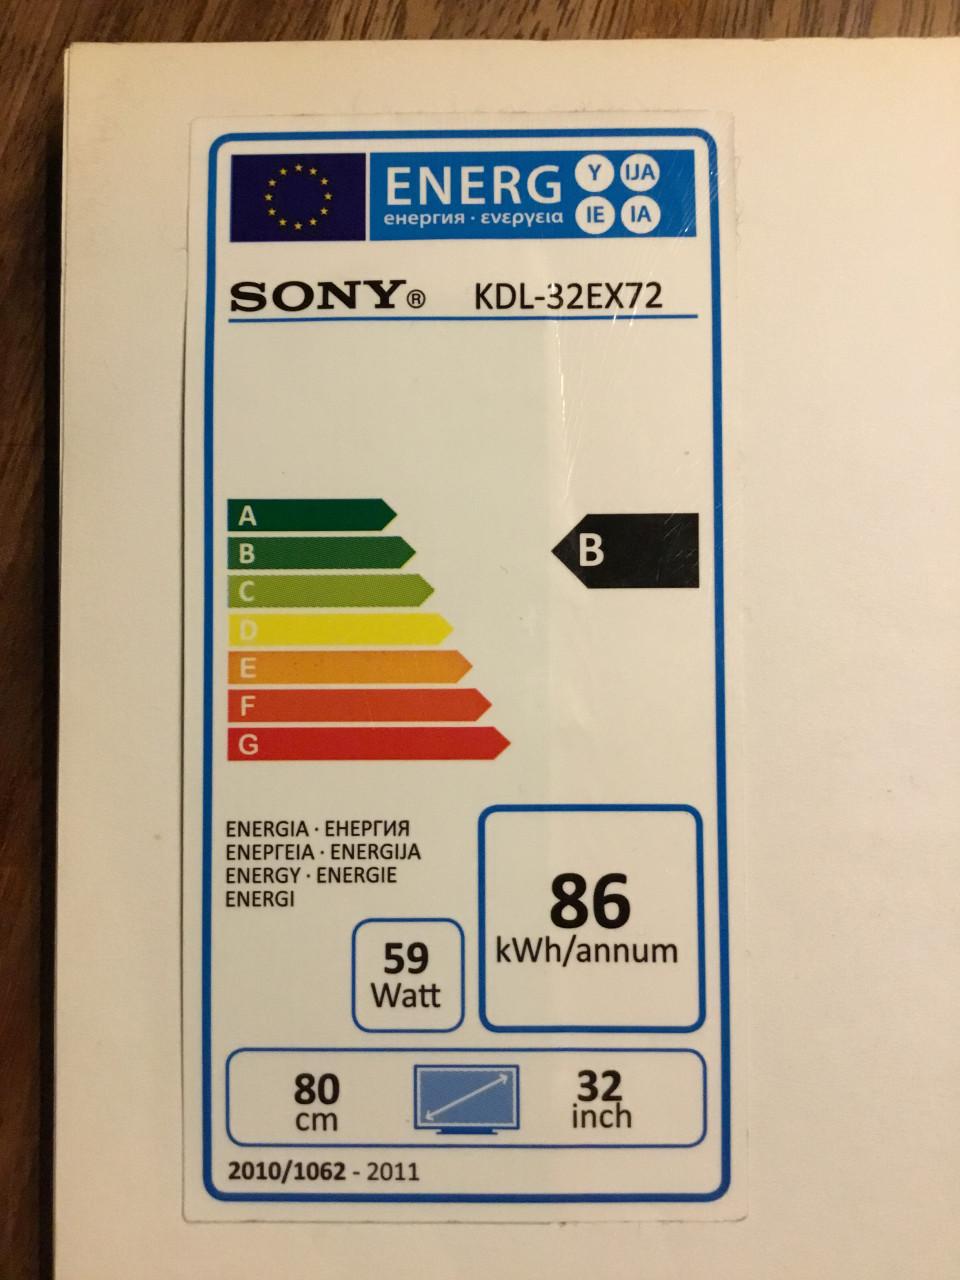 ENERG Y IJA
енергия · ενεργεια IE IA
SONY® KDL-32EX72
A
B
B
C
D
E
F
G
ENERGIA · ЕНЕРГИЯ
ΕΝΕΡΓΕΙΑ · ENERGIJA
ENERGY · ENERGIE
ENERGI
86
kWh/annum
59
Watt
80
cm
32
inch
2010/1062 - 2011